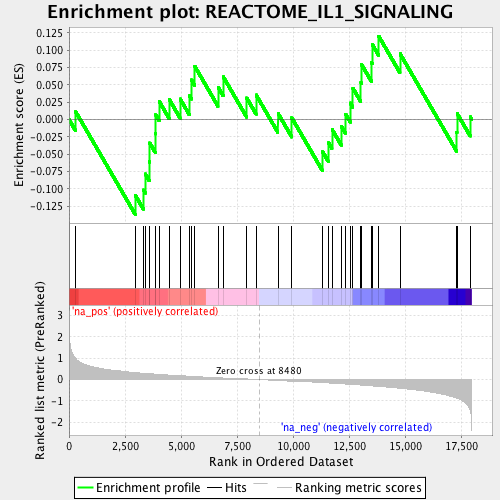 Enrichment plot: REACTOME_IL1_SIGNALING
Enrichment score (ES)
0.125
0.100
0.075
0.050
0.025
0.000
-0.025
-0.050
-0.075
-0.100
-0.125
'na_pos' (positively correlated)
Ranked list metric (PreRanked)
3
2
1
0
-1
-2
Zero cross at 8480
'na_neg' (negatively correlated)
0
2,500
5,000
7,500
10,000
12,500
15,000
17,500
Rank in Ordered Dataset
Enrichment profile
Hits
Ranking metric scores